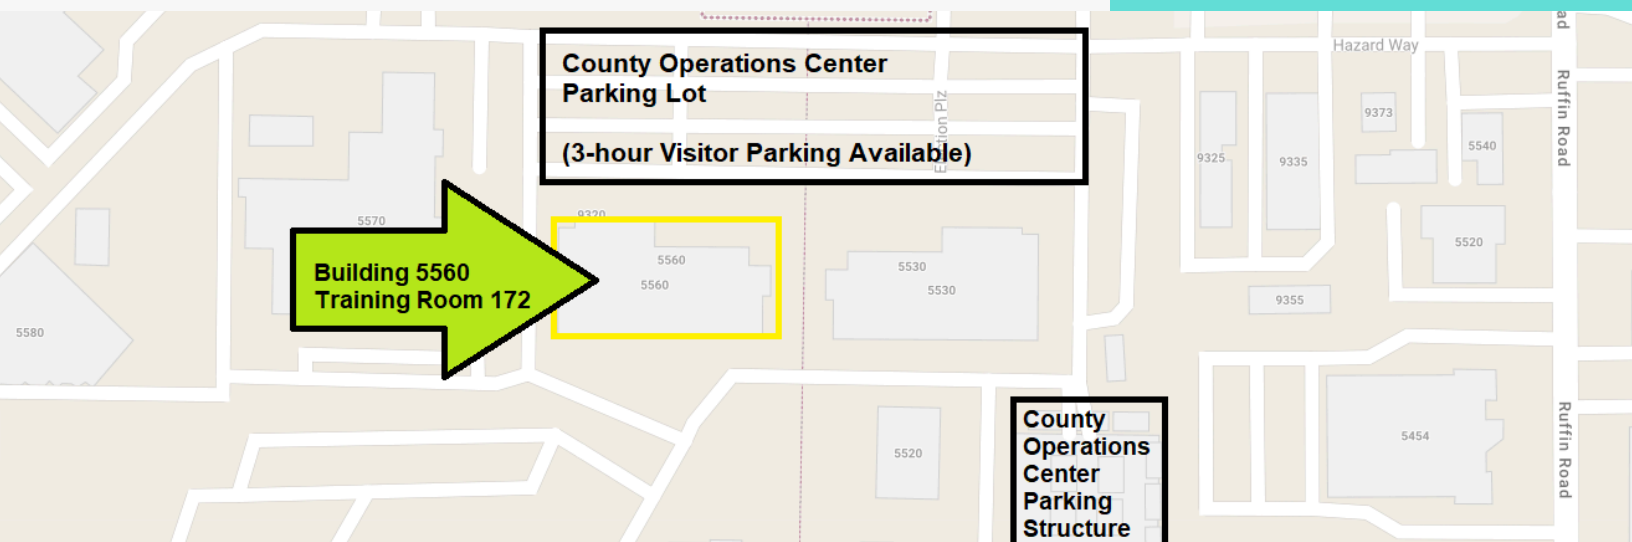 County Operations Center
Parking Lot
(3-hour Visitor Parking Available)
Hazard Way
Ruffin Road
9373
5540
9325
9335
5570
9320
5560
5560
5530
5530
5520
9355
Building 5560
Training Room 172
5580
County
Operations
Center
Parking
Structure
5520
5454
Ruffin Road